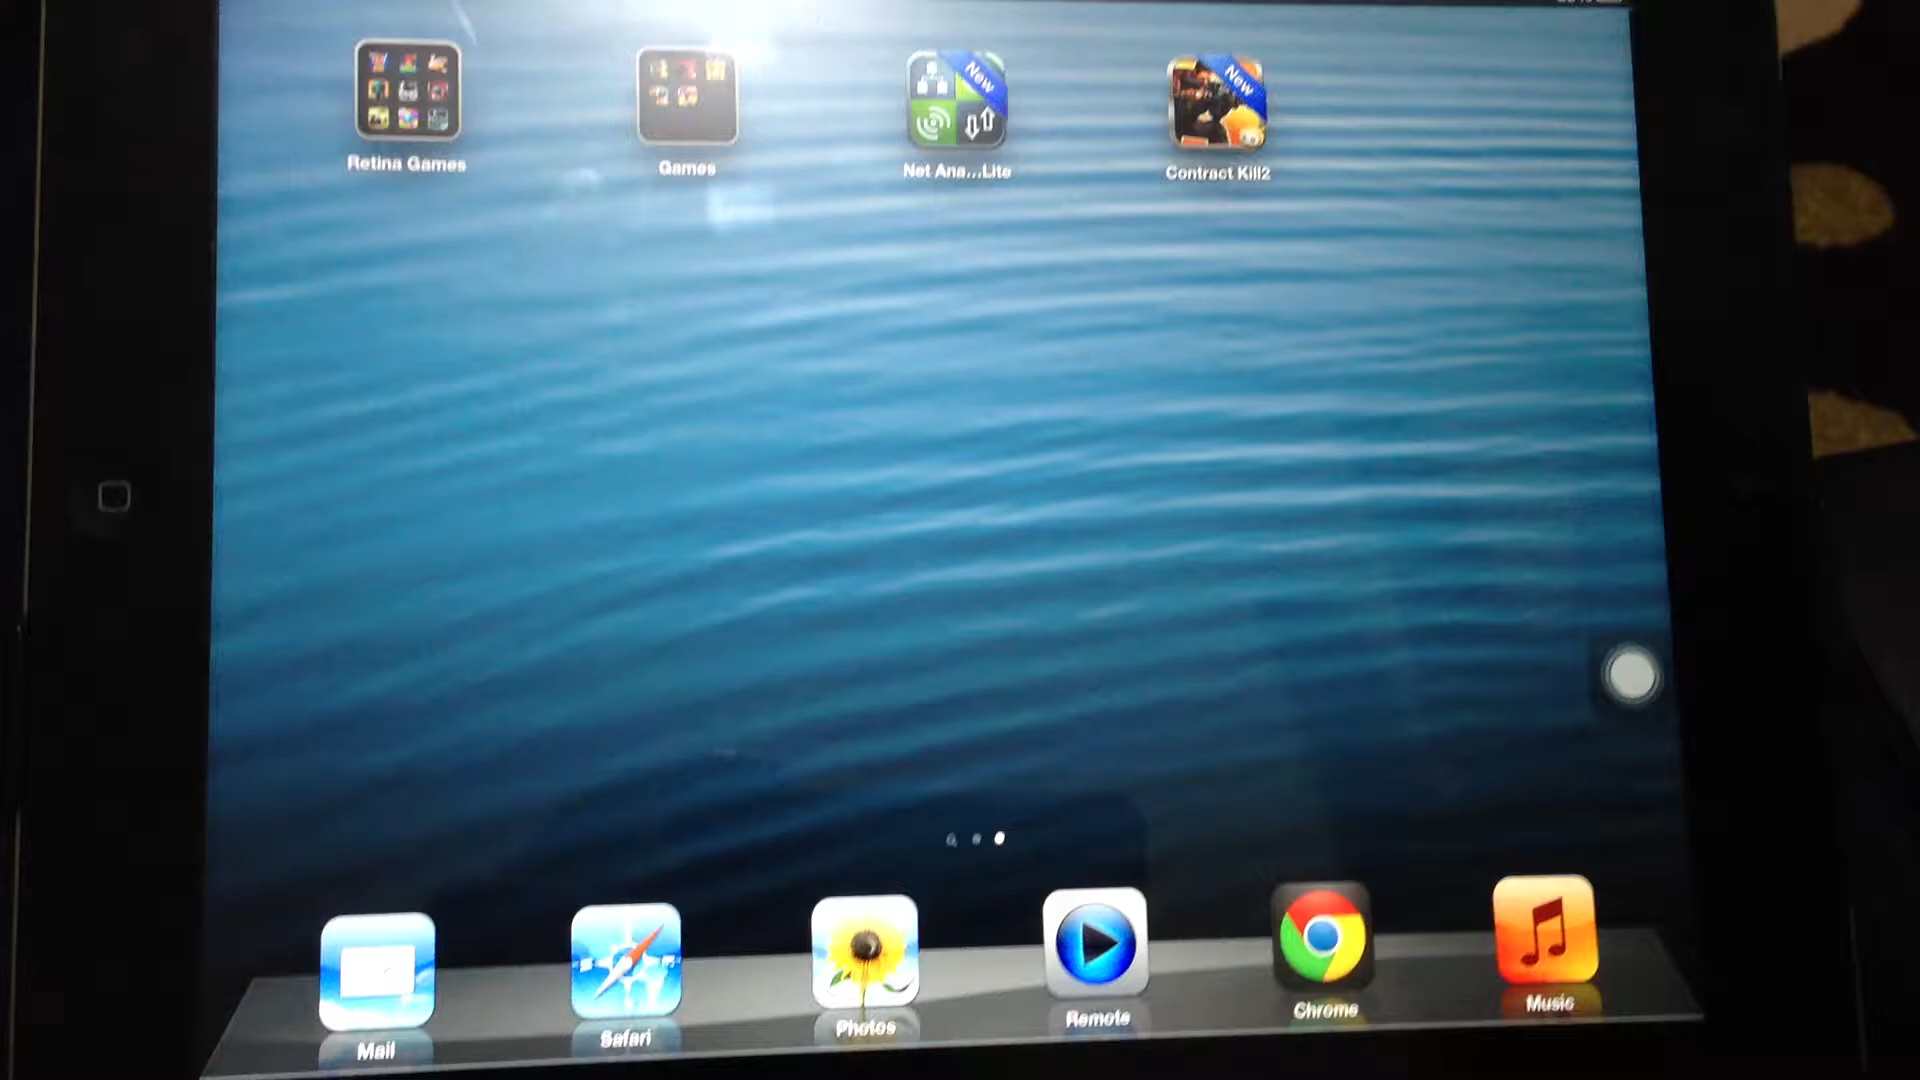 Retina Games
Games
New
Net Ana...Lite
New
Contract Kill2
Mail
Safari
Photos
Remote
Chrome
Music